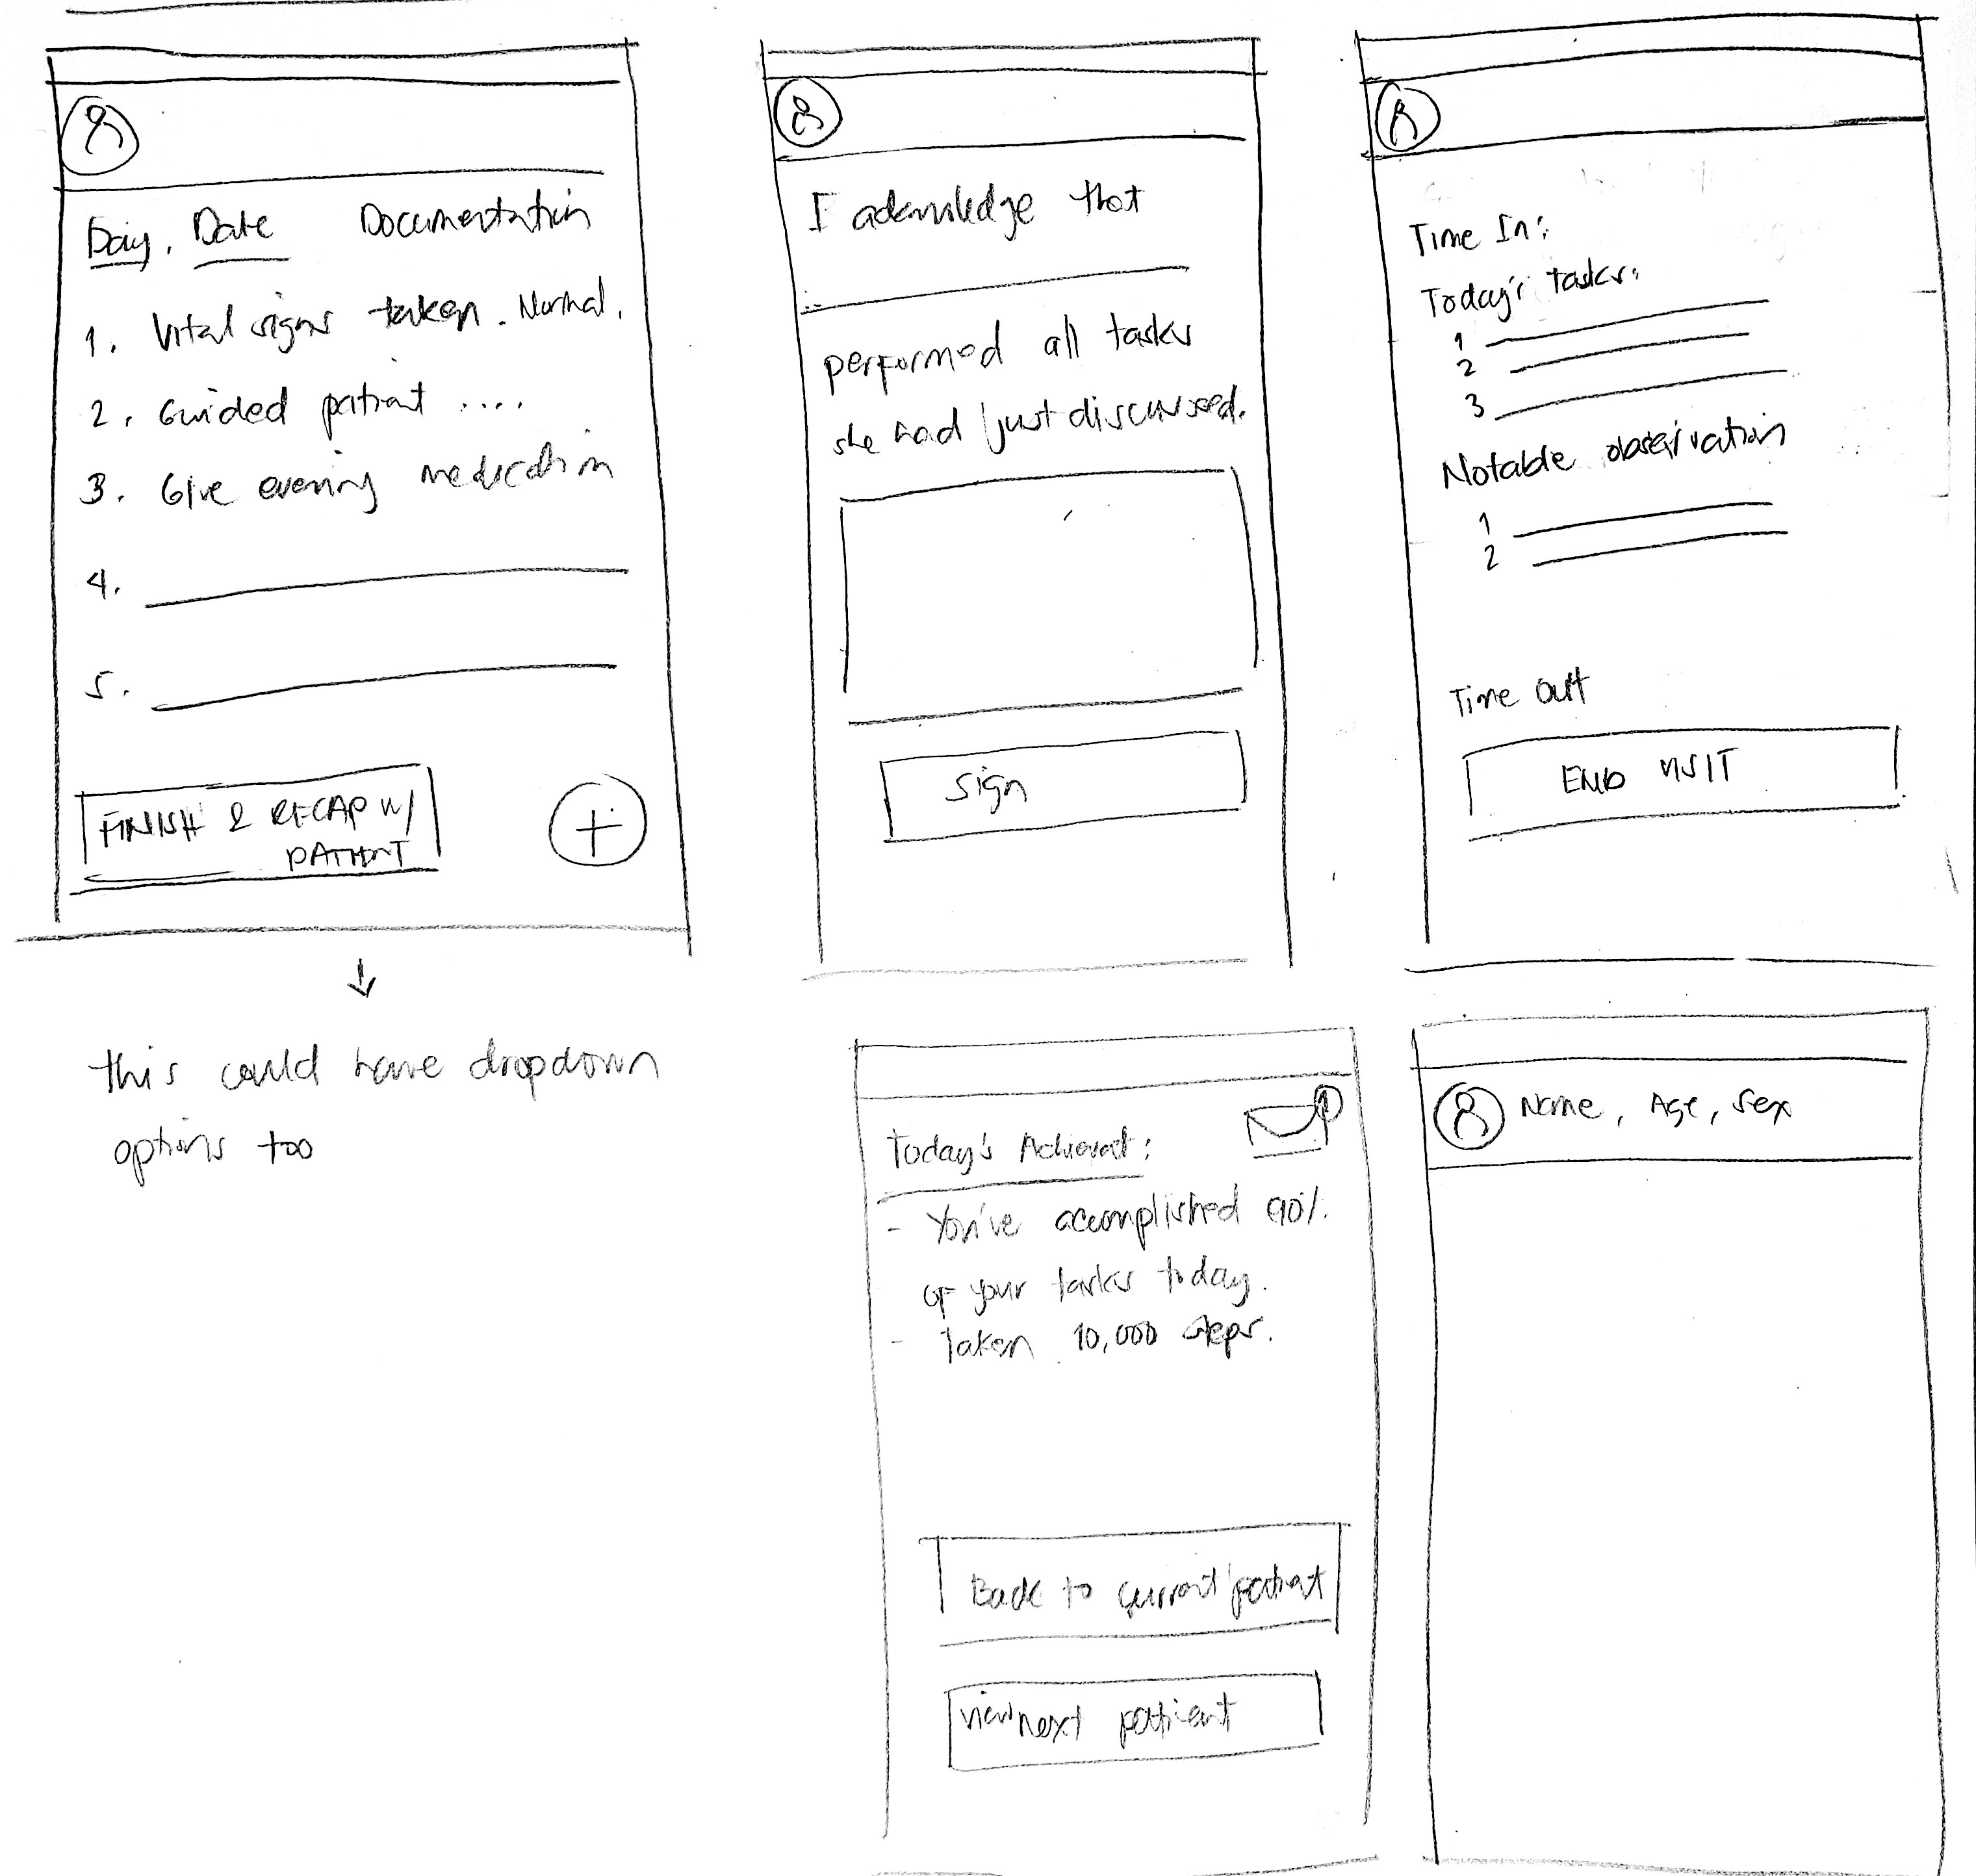 Day, Date Documentation
1. Vital signs taken. Normal.
2. Guided patient ....
3. Give evening medication
4.
5.
FINISH & RECAP W/
PATIENT
+
this could have dropdown
options too
I acknowledge that
performed all tasks
she had just discussed.
Sign
Time In:
Today's tasks:
1
2
3
Notable observation
1
2
Time Out
END VISIT
Today's Achievement:
1
- You've accomplished 90%
of your tasks today.
- Taken 10,000 steps.
Back to current patient
view next patient
Name, Age, Sex